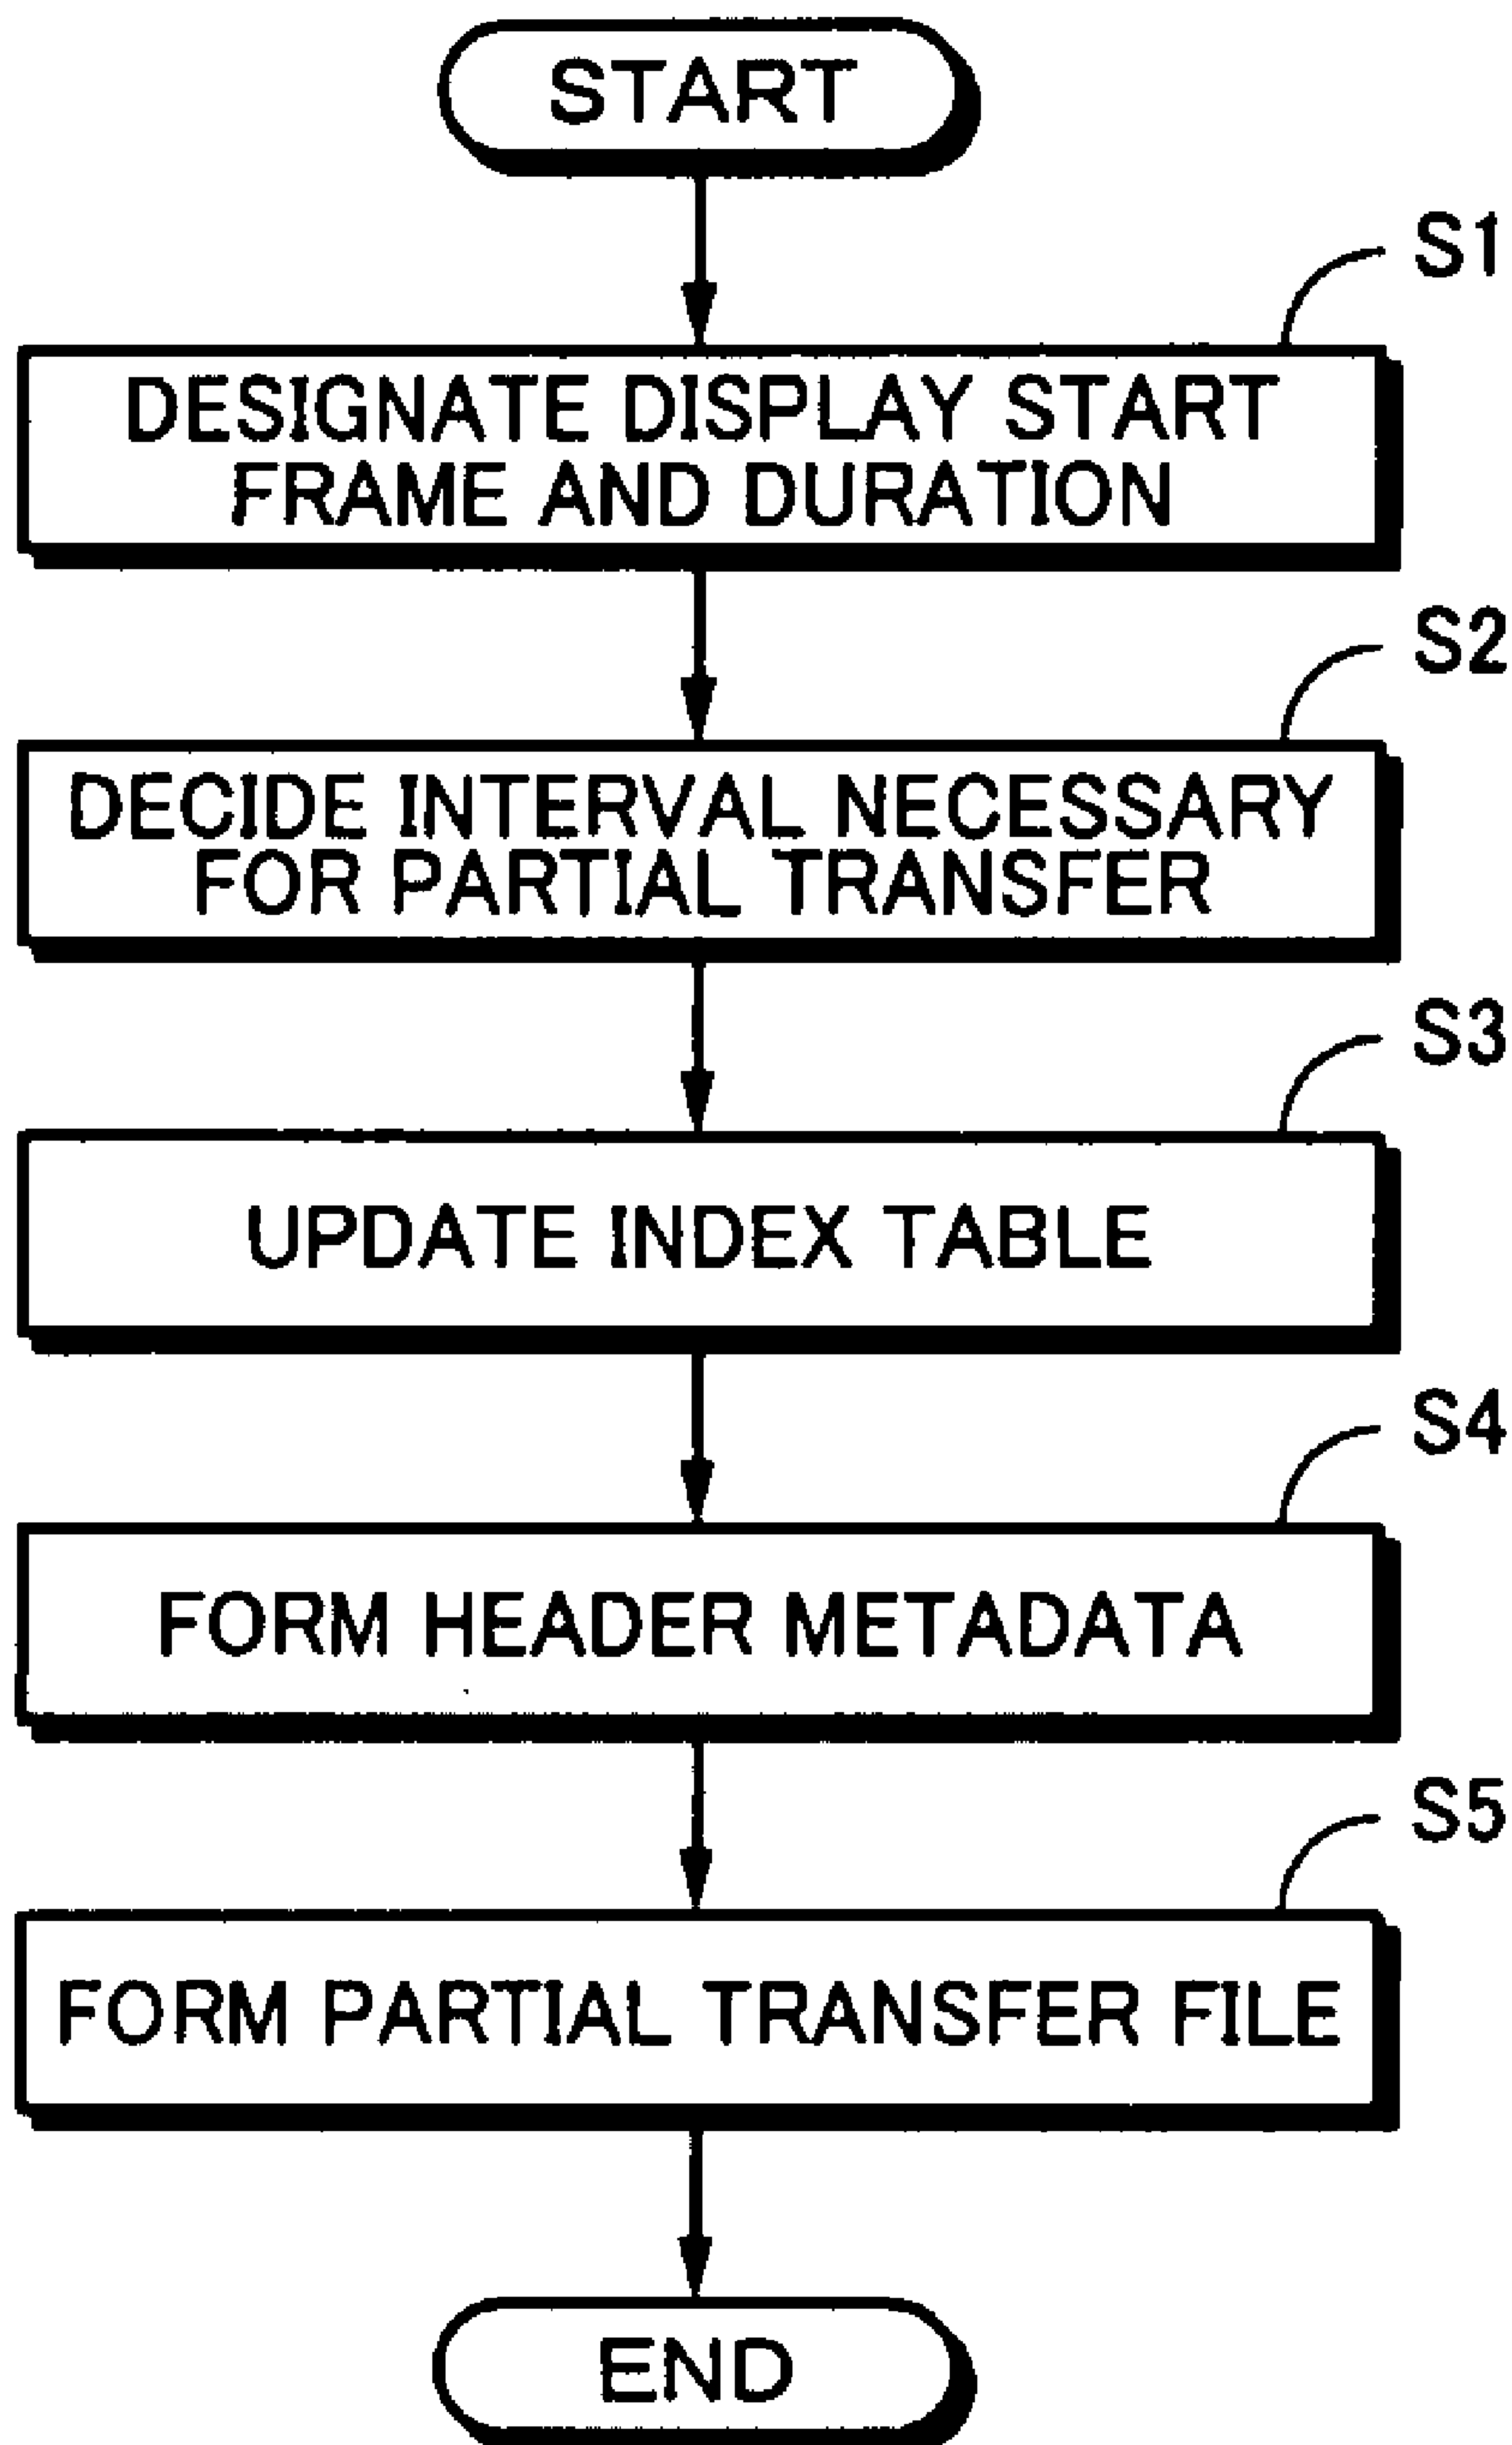 START
S1
DESIGNATE DISPLAY START
FRAME AND DURATION
S2
DECIDE INTERVAL NECESSARY
FOR PARTIAL TRANSFER
S3
UPDATE INDEX TABLE
S4
FORM HEADER METADATA
S5
FORM PARTIAL TRANSFER FILE
END